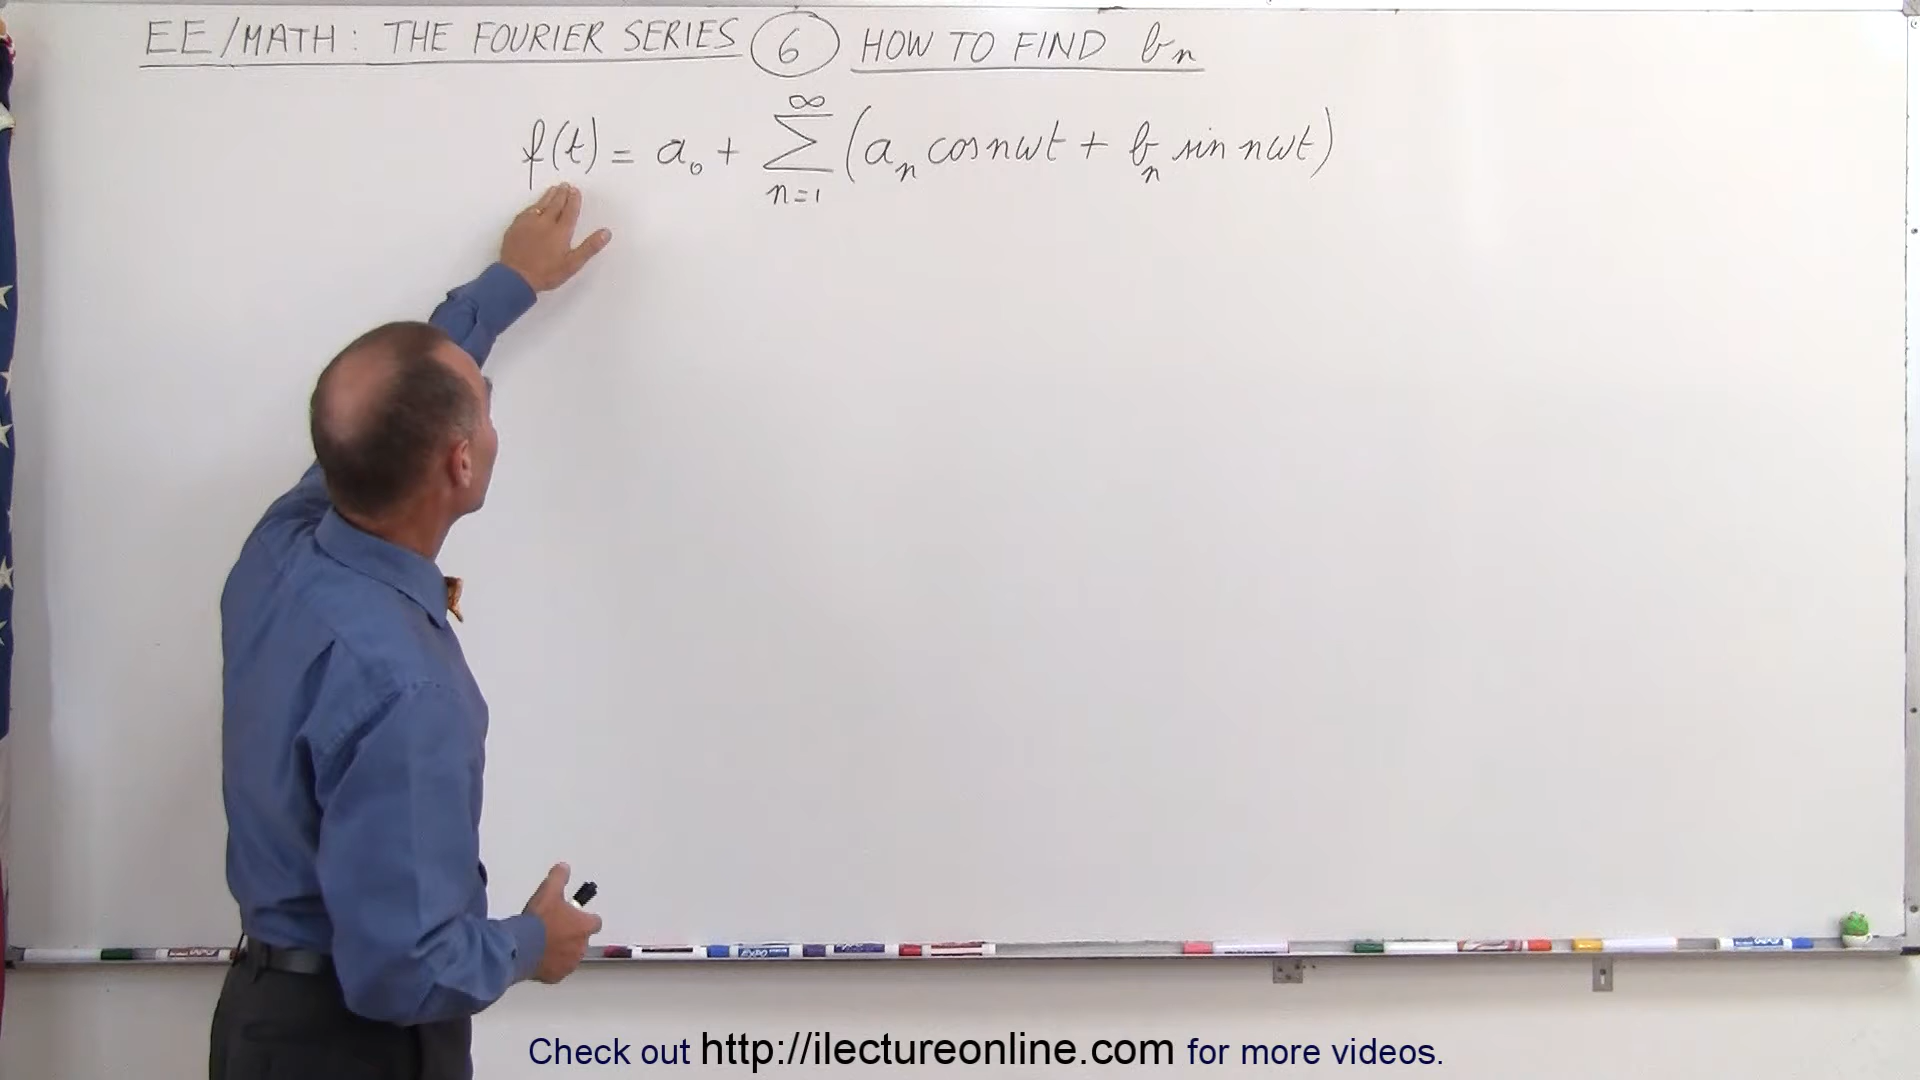 EE/MATH: THE FOURIER SERIES 6 HOW TO FIND bn
∞
f(t) = a₀ + ∑ (aₙ cos nωt + bₙ sin nωt)
n=1
EXPO
Check out http://ilectureonline.com for more videos.